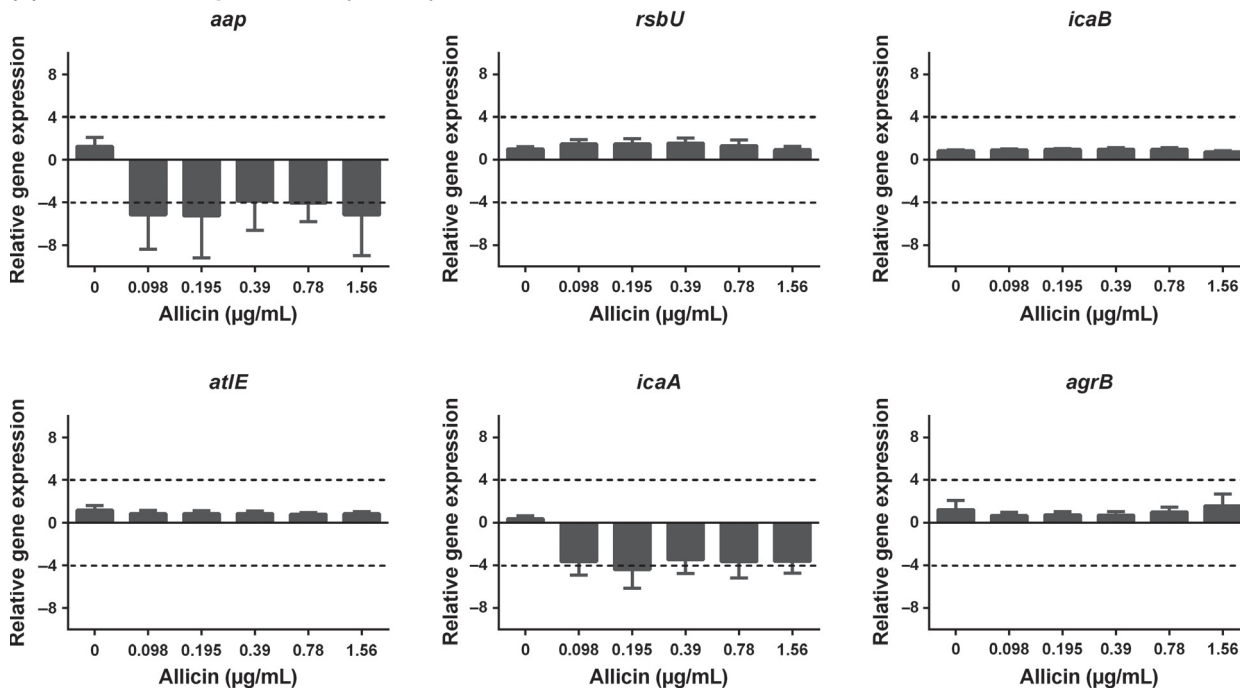 aap
rsbU
icaB
Relative gene expression
8
4
0
–4
–8
0 0.098 0.195 0.39 0.78 1.56
Allicin (µg/mL)
Relative gene expression
8
4
0
–4
–8
0 0.098 0.195 0.39 0.78 1.56
Allicin (µg/mL)
Relative gene expression
8
4
0
–4
–8
0 0.098 0.195 0.39 0.78 1.56
Allicin (µg/mL)
atlE
icaA
agrB
Relative gene expression
8
4
0
–4
–8
0 0.098 0.195 0.39 0.78 1.56
Allicin (µg/mL)
Relative gene expression
8
4
0
–4
–8
0 0.098 0.195 0.39 0.78 1.56
Allicin (µg/mL)
Relative gene expression
8
4
0
–4
–8
0 0.098 0.195 0.39 0.78 1.56
Allicin (µg/mL)